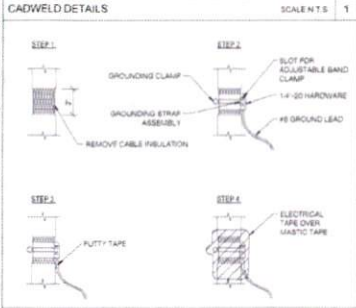 CADWELD DETAILS
SCALE N.T.S
1
STEP 1
2"
REMOVE CABLE INSULATION
STEP 2
GROUNDING CLAMP
GROUNDING STRAP
ASSEMBLY
SLOT FOR
ADJUSTABLE BAND
CLAMP
1/4"-20 HARDWARE
#6 GROUND LEAD
STEP 3
PUTTY TAPE
STEP 4
ELECTRICAL
TAPE OVER
MASTIC TAPE